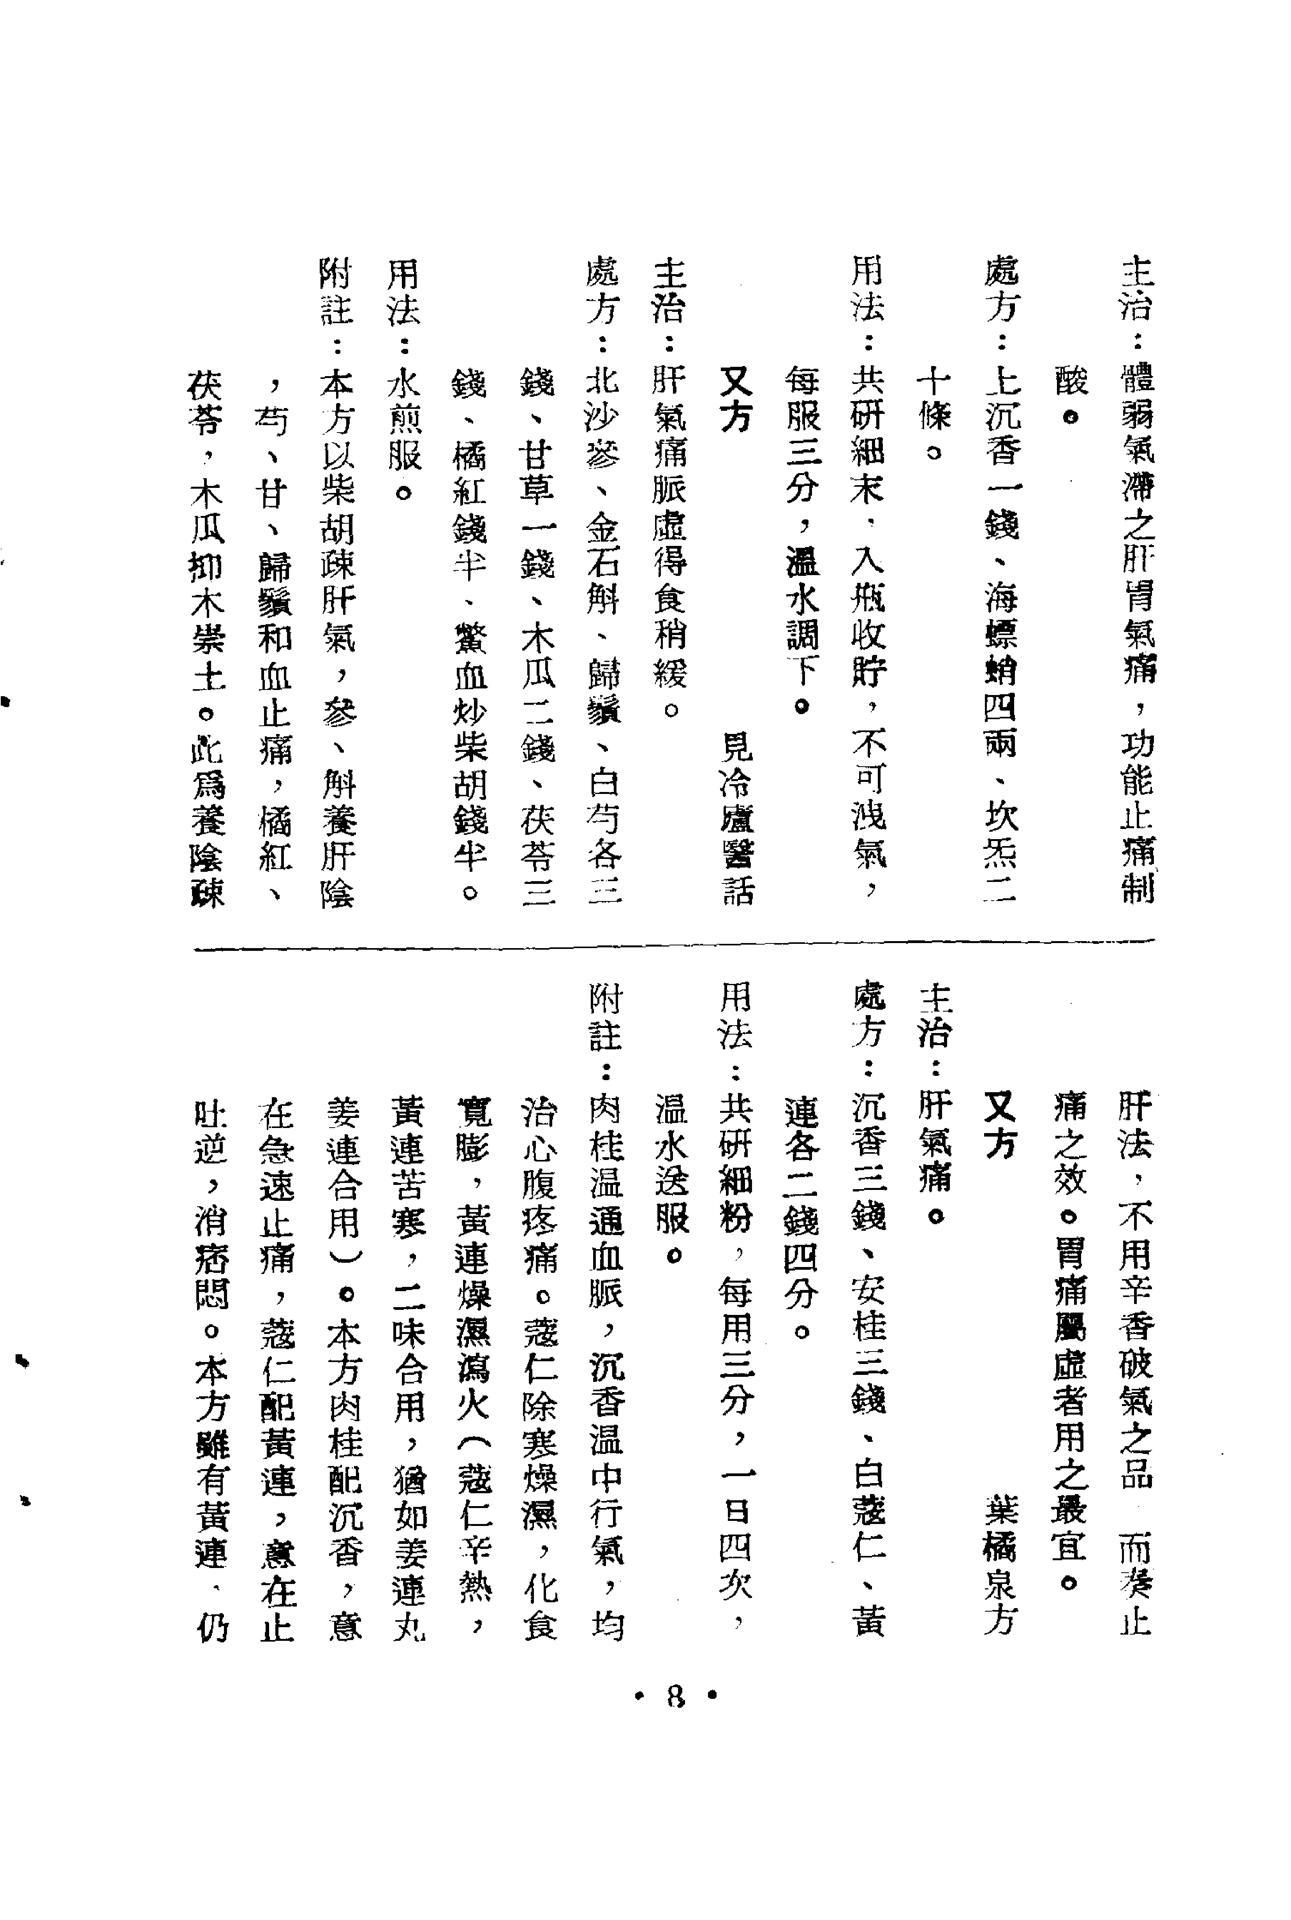 主治：體弱氣滯之肝胃氣痛，功能止痛制
酸。
處方：上沉香一錢、海螵蛸四兩、坎炁二
十條。
用法：共研細末、入瓶收貯，不可洩氣，
每服三分，溫水調下。
又方　見冷廬醫話
主治：肝氣痛脈虛得食稍緩。
處方：北沙參、金石斛、歸鬚、白芍各三
錢、甘草一錢、木瓜二錢、茯苓三
錢、橘紅錢半、鱉血炒柴胡錢半。
用法：水煎服。
附註：本方以柴胡疎肝氣，參、斛養肝陰
，芍、甘、歸鬚和血止痛，橘紅、
茯苓，木瓜抑木崇土。此爲養陰疎
肝法，不用辛香破氣之品　而奏止
痛之效。胃痛屬虛者用之最宜。
又方　葉橘泉方
主治：肝氣痛。
處方：沉香三錢、安桂三錢、白蔻仁、黃
連各二錢四分。
用法：共研細粉，每用三分，一日四次，
溫水送服。
附註：肉桂温通血脈，沉香温中行氣，均
治心腹疼痛。蔻仁除寒燥濕，化食
寬膨，黃連燥濕瀉火（蔻仁辛熱，
黃連苦寒，二味合用，猶如姜連丸
姜連合用）。本方肉桂配沉香，意
在急速止痛，蔻仁配黃連，意在止
吐逆，消痞悶。本方雖有黃連、仍
• 8 •